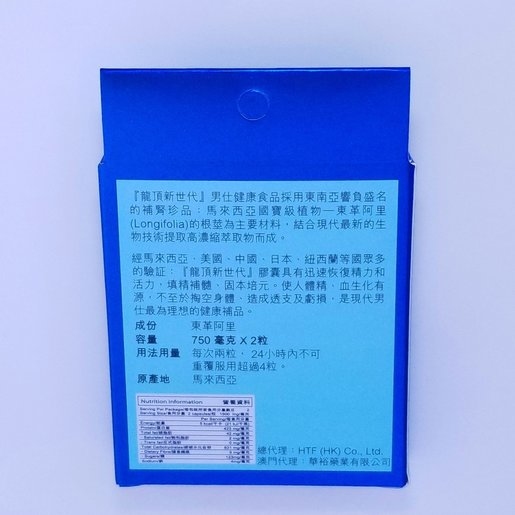 『龍頂新世代』男仕健康食品採用東南亞響負盛名
的補腎珍品：馬來西亞國寶級植物—東革阿里
(Longifolia)的根莖為主要材料，結合現代最新的生
物技術提取高濃縮萃取物而成。
經馬來西亞、美國、中國、日本、紐西蘭等國眾多
的驗証：『龍頂新世代』膠囊具有迅速恢復精力和
活力，填精補髓、固本培元。使人體精，血生化有
源，不至於掏空身體、造成透支及虧損，是現代男
仕最為理想的健康補品。
成份 東革阿里
容量 750 毫克 X 2粒
用法用量 每次兩粒，24小時內不可
重覆服用超過4粒。
原產地 馬來西亞
Nutrition Information 營養資料
Energy/能量
Protein/蛋白質
總代理：HTF (HK) Co., Ltd.
澳門代理：華裕藥業有限公司